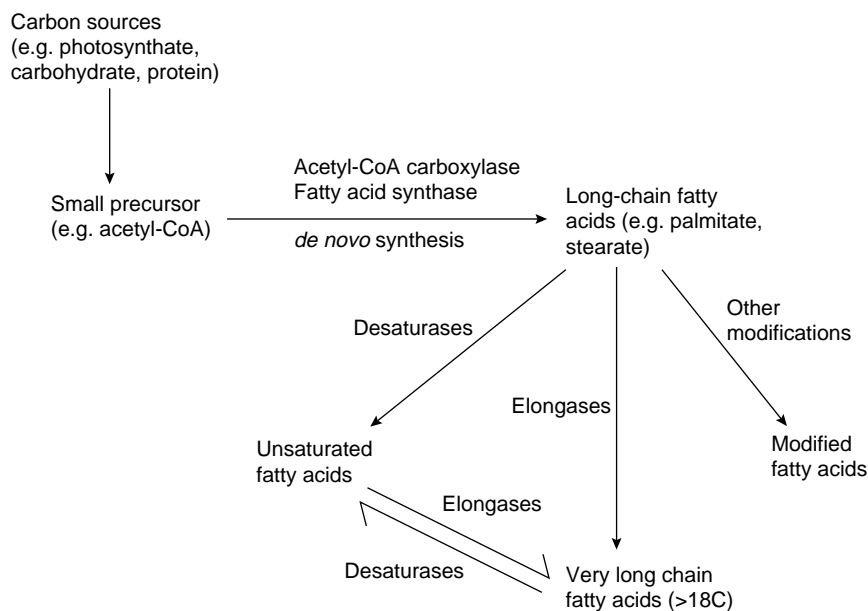 Carbon sources
(e.g. photosynthate,
carbohydrate, protein)
Acetyl-CoA carboxylase
Fatty acid synthase
Small precursor
(e.g. acetyl-CoA)
de novo synthesis
Long-chain fatty
acids (e.g. palmitate,
stearate)
Desaturases
Other
modifications
Elongases
Unsaturated
fatty acids
Modified
fatty acids
Elongases
Desaturases
Very long chain
fatty acids (>18C)